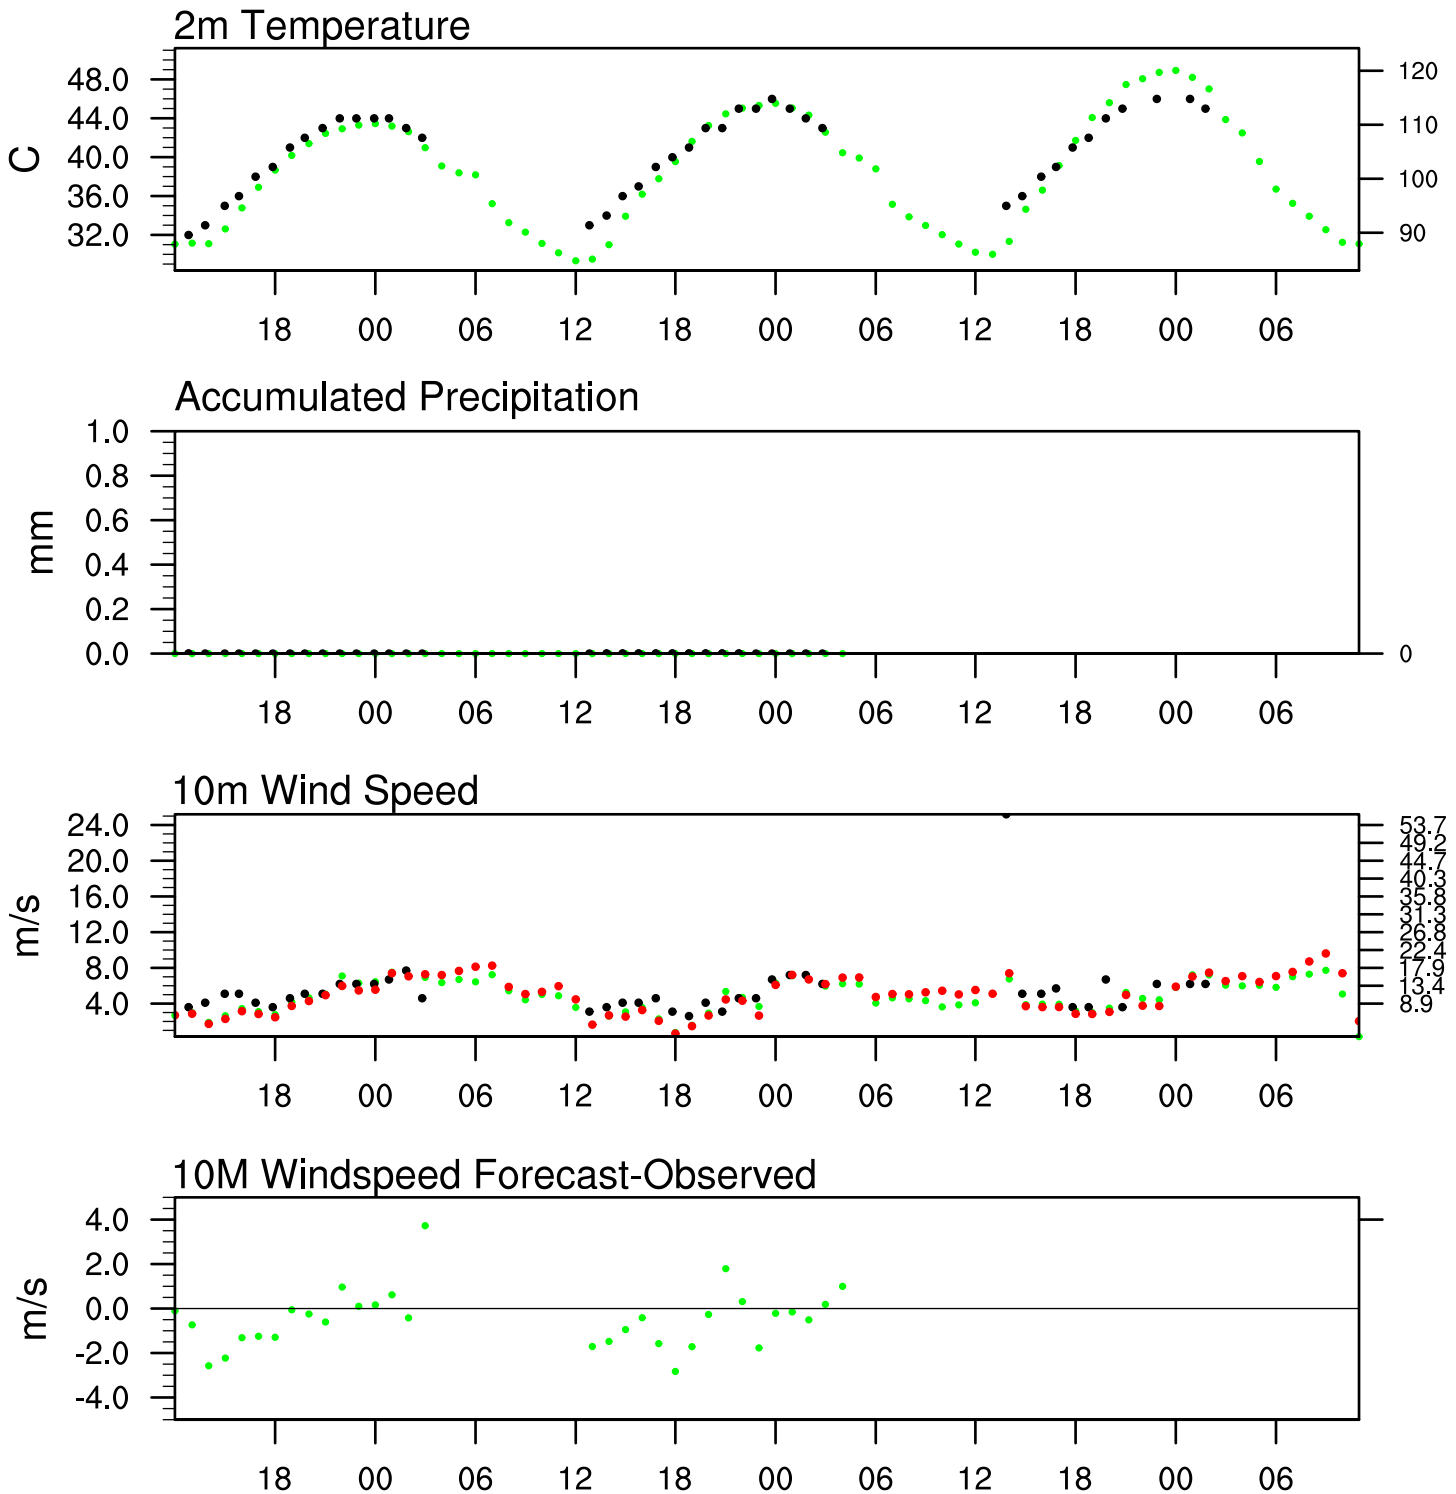 2m Temperature
48.0 120
44.0 110
40.0
36.0 100
32.0 90
C
18 00 06 12 18 00 06 12 18 00 06
Accumulated Precipitation
1.0
0.8
0.6
0.4
0.2
0.0 0
mm
18 00 06 12 18 00 06 12 18 00 06
10m Wind Speed
24.0 53.7
49.2
20.0 44.7
40.3
16.0 35.8
31.3
12.0 26.8
22.4
8.0 17.9
13.4
4.0 8.9
m/s
18 00 06 12 18 00 06 12 18 00 06
10M Windspeed Forecast-Observed
4.0
2.0
0.0
-2.0
-4.0
m/s
18 00 06 12 18 00 06 12 18 00 06